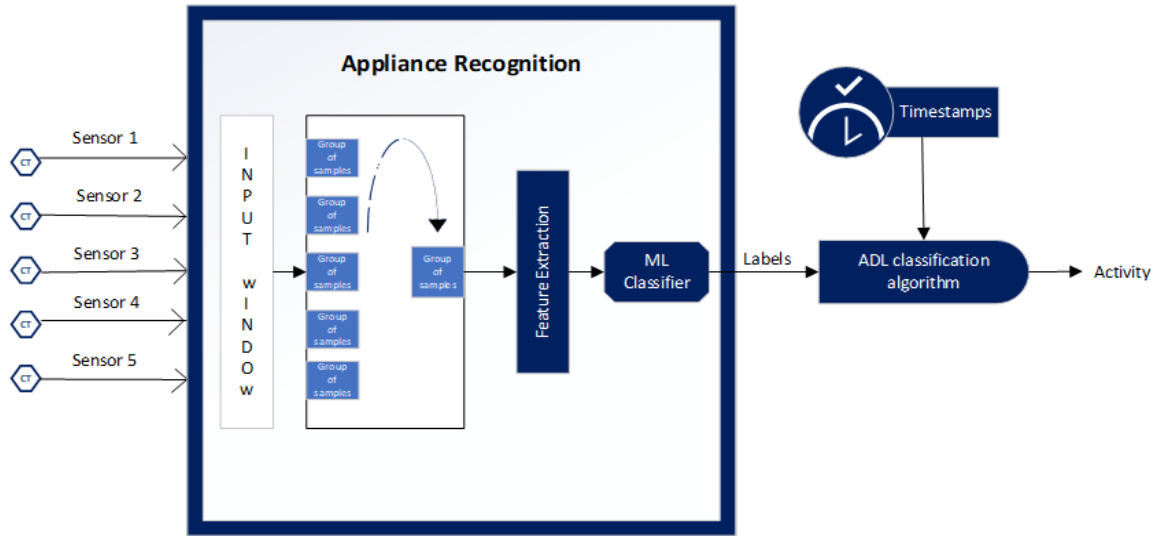 Appliance Recognition
Sensor 1
CT
Sensor 2
CT
Sensor 3
CT
Sensor 4
CT
Sensor 5
CT
INPUT wINDOw
Group
of
samples
Group
of
samples
Group
of
samples
Group
of
samples
Group
of
samples
Group
of
samples
Feature Extraction
ML
Classifier
Labels
Timestamps
ADL classification
algorithm
Activity